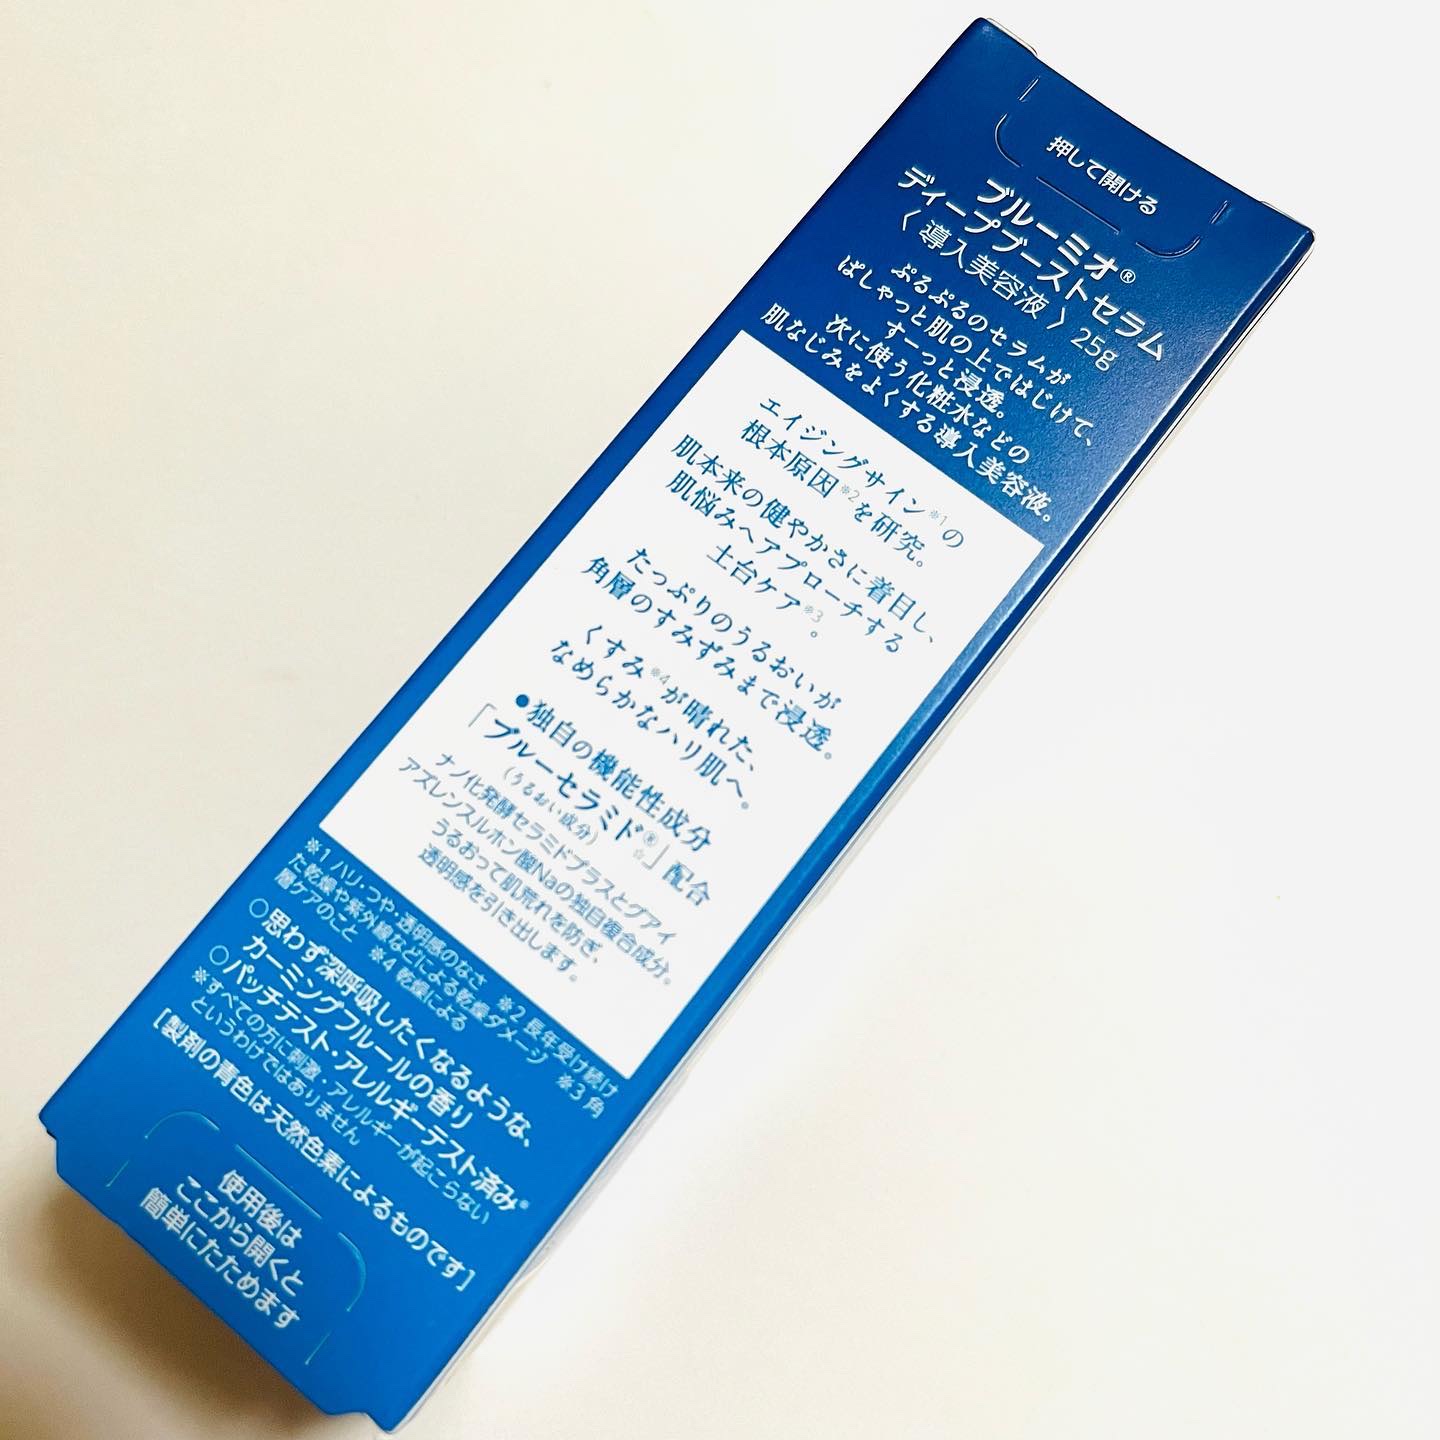 押して開ける
ブルーミオ®
ディープブーストセラム
〈導入美容液〉25g
ぷるぷるのセラムが
ぱしゃっと肌の上ではじけて、
すーっと浸透。
次に使う化粧水などの
肌なじみをよくする導入美容液。
エイジングサイン※1の
根本原因※2を研究。
肌本来の健やかさに着目し、
肌悩みへアプローチする
土台ケア※3。
たっぷりのうるおいが
角層のすみずみまで浸透。
くすみ※4が晴れた、
なめらかなハリ肌へ。
●独自の機能性成分
「ブルーセラミド®☆」配合
(うるおい成分)
ナノ化発酵セラミドプラスとグアイ
アズレンスルホン酸Naの独自複合成分。
うるおって肌荒れを防ぎ、
透明感を引き出します。
※1 ハリ・つや・透明感のなさ ※2 長年受け続け
た乾燥や紫外線などによる乾燥ダメージ ※3 角
層ケアのこと ※4 乾燥による
○思わず深呼吸したくなるような、
カーミングフルールの香り
○パッチテスト・アレルギーテスト済み※
※すべての方に刺激・アレルギーが起こらない
というわけではありません
[製剤の青色は天然色素によるものです]
使用後は
ここから開くと
簡単にたためます